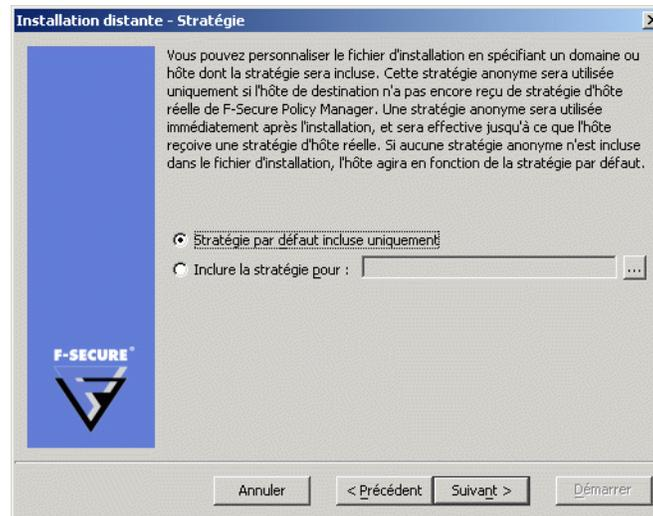 Installation distante - Stratégie
Vous pouvez personnaliser le fichier d'installation en spécifiant un domaine ou
hôte dont la stratégie sera incluse. Cette stratégie anonyme sera utilisée
uniquement si l'hôte de destination n'a pas encore reçu de stratégie d'hôte
réelle de F-Secure Policy Manager. Une stratégie anonyme sera utilisée
immédiatement après l'installation, et sera effective jusqu'à ce que l'hôte
reçoive une stratégie d'hôte réelle. Si aucune stratégie anonyme n'est incluse
dans le fichier d'installation, l'hôte agira en fonction de la stratégie par défaut.
Stratégie par défaut incluse uniquement
Inclure la stratégie pour :
...
F-SECURE®
Annuler
< Précédent
Suivant >
Démarrer